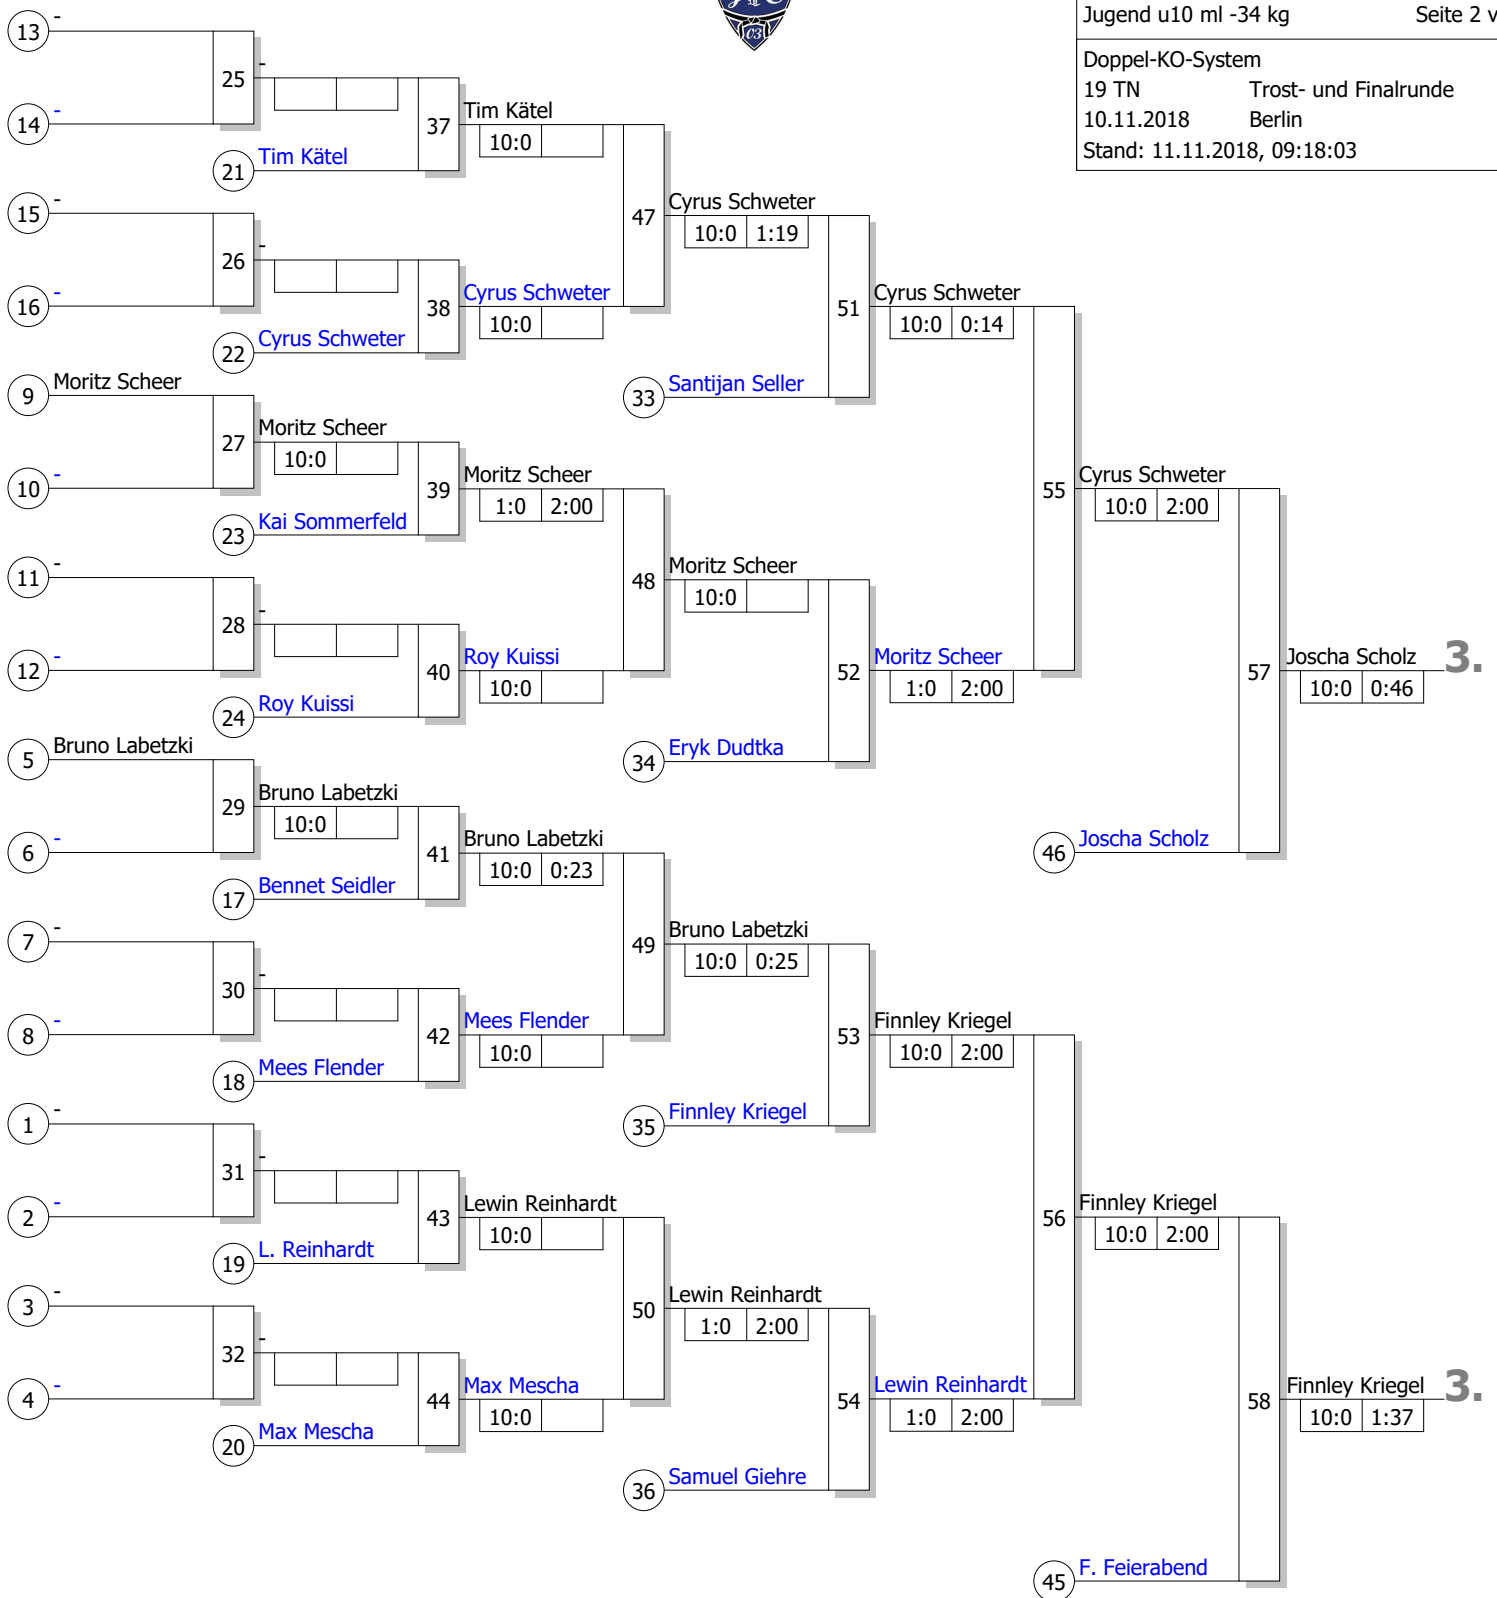 Jugend u10 ml -34 kg Seite 2 v
Doppel-KO-System
19 TN Trost- und Finalrunde
10.11.2018 Berlin
Stand: 11.11.2018, 09:18:03
13 -
25 -
14 -
37 Tim Kätel
10:0
21 Tim Kätel
15 -
47 Cyrus Schweter
10:0 1:19
26 -
16 -
38 Cyrus Schweter
10:0
22 Cyrus Schweter
51 Cyrus Schweter
10:0 0:14
33 Santijan Seller
9 Moritz Scheer
27 Moritz Scheer
10:0
10 -
39 Moritz Scheer
1:0 2:00
23 Kai Sommerfeld
55 Cyrus Schweter
10:0 2:00
11 -
48 Moritz Scheer
10:0
28 -
12 -
40 Roy Kuissi
10:0
24 Roy Kuissi
52 Moritz Scheer
1:0 2:00
34 Eryk Dudtka
57 Joscha Scholz 3.
10:0 0:46
5 Bruno Labetzki
29 Bruno Labetzki
10:0
6 -
41 Bruno Labetzki
10:0 0:23
17 Bennet Seidler
46 Joscha Scholz
7 -
49 Bruno Labetzki
10:0 0:25
30 -
8 -
42 Mees Flender
10:0
18 Mees Flender
53 Finnley Kriegel
10:0 2:00
35 Finnley Kriegel
1 -
31 -
2 -
43 Lewin Reinhardt
10:0
19 L. Reinhardt
56 Finnley Kriegel
10:0 2:00
3 -
50 Lewin Reinhardt
1:0 2:00
32 -
4 -
44 Max Mescha
10:0
20 Max Mescha
54 Lewin Reinhardt
1:0 2:00
36 Samuel Giehre
58 Finnley Kriegel 3.
10:0 1:37
45 F. Feierabend